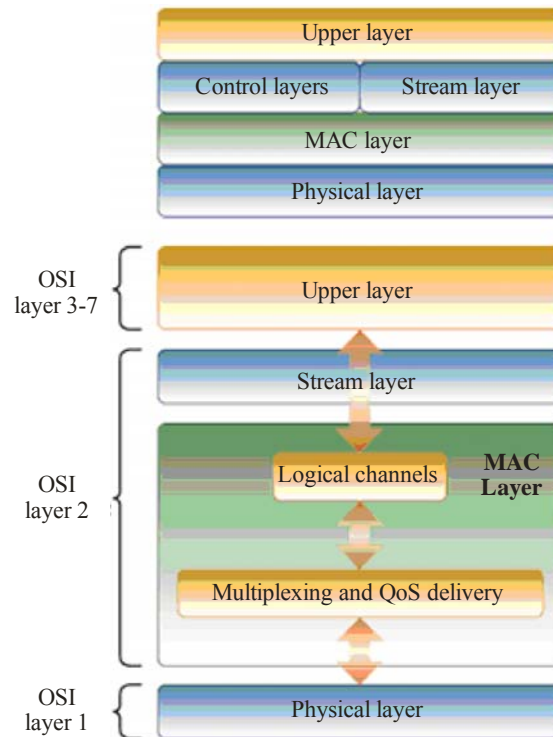 Upper layer
Control layers
Stream layer
MAC layer
Physical layer
OSI
layer 3-7
Upper layer
Stream layer
OSI
layer 2
Logical channels
MAC
Layer
Multiplexing and QoS delivery
OSI
layer 1
Physical layer